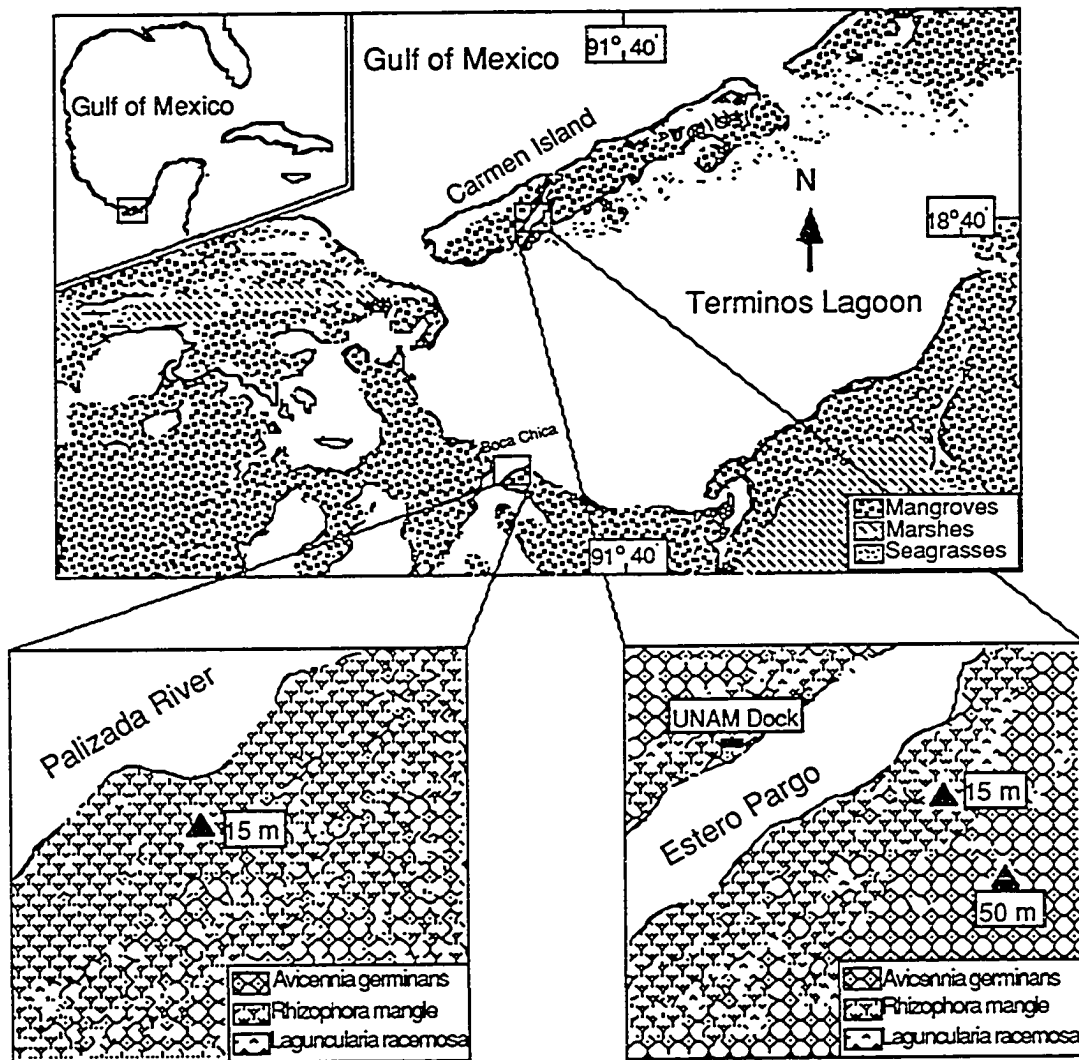 Gulf of Mexico
Gulf of Mexico
91° 40'
Carmen Island
N
18° 40'
Terminos Lagoon
Boca Chica
91° 40'
Mangroves
Marshes
Seagrasses
Palizada River
15 m
Avicennia germinans
Rhizophora mangle
Laguncularia racemosa
UNAM Dock
Estero Pargo
15 m
50 m
Avicennia germinans
Rhizophora mangle
Laguncularia racemosa